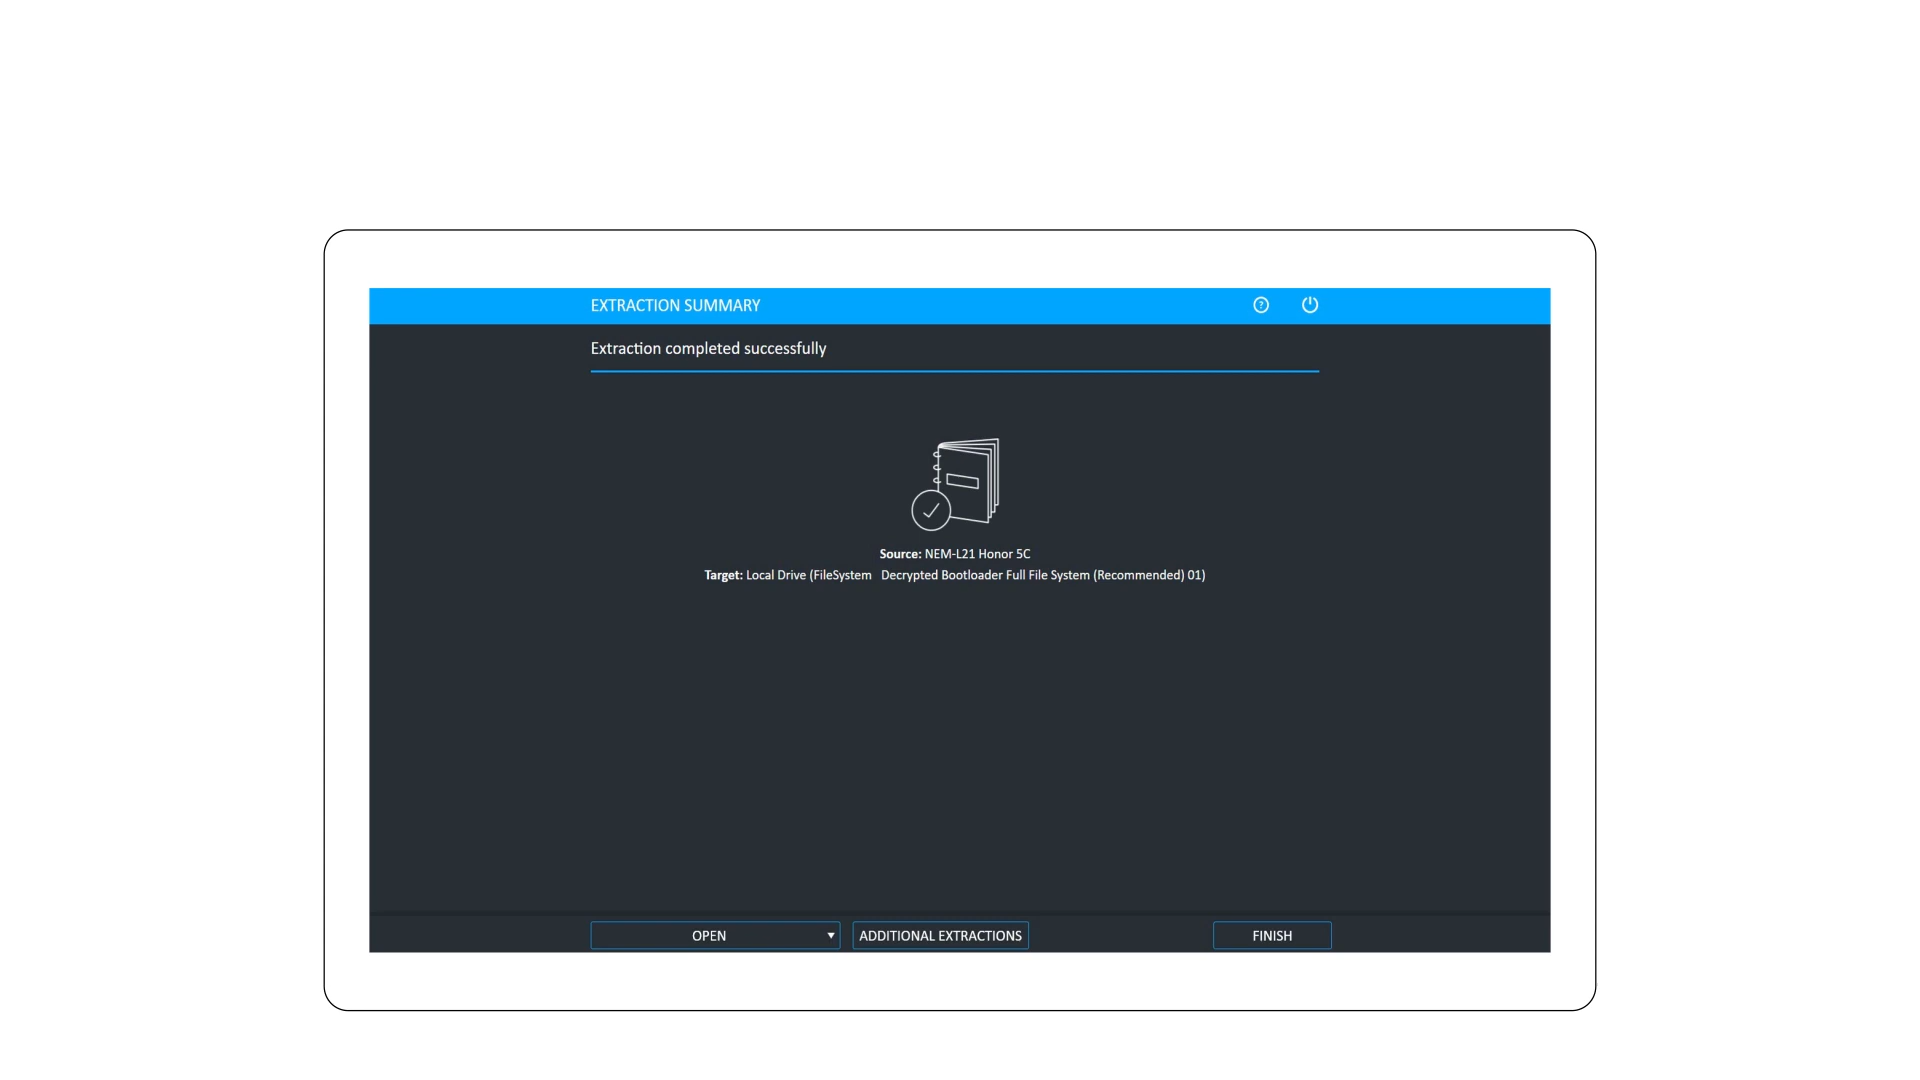 EXTRACTION SUMMARY
Extraction completed successfully
Source: NEM-L21 Honor 5C
Target: Local Drive (FileSystem   Decrypted Bootloader Full File System (Recommended) 01)
OPEN
ADDITIONAL EXTRACTIONS
FINISH